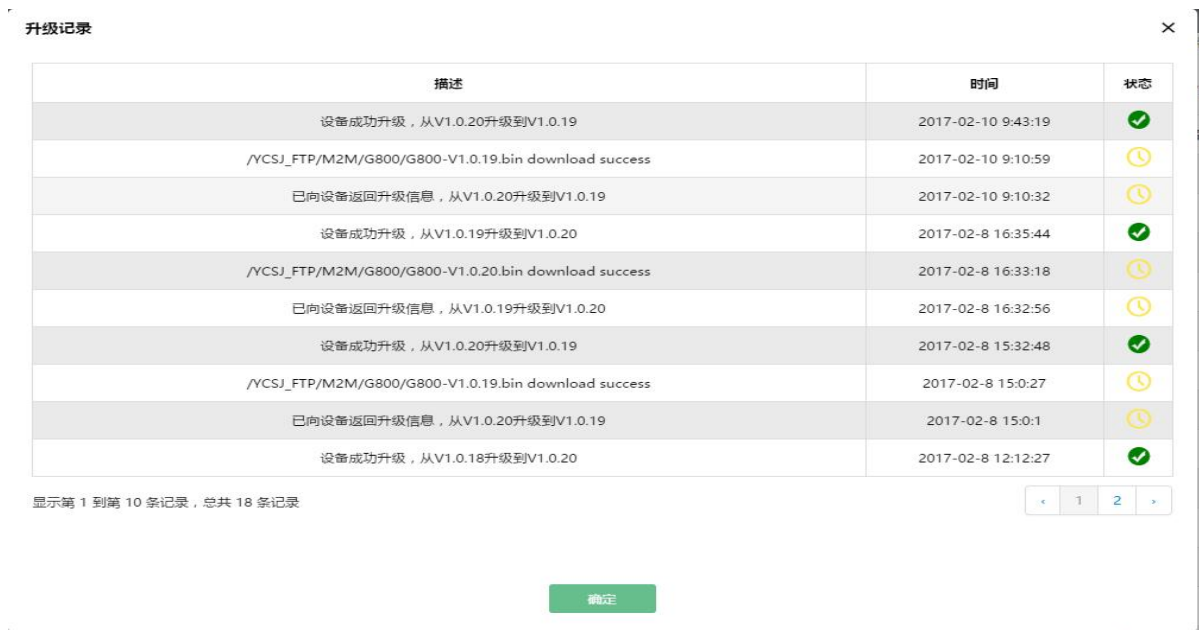 升级记录
描述 时间 状态
设备成功升级，从V1.0.20升级到V1.0.19 2017-02-10 9:43:19
/YCSJ_FTP/M2M/G800/G800-V1.0.19.bin download success 2017-02-10 9:10:59
已向设备返回升级信息，从V1.0.20升级到V1.0.19 2017-02-10 9:10:32
设备成功升级，从V1.0.19升级到V1.0.20 2017-02-8 16:35:44
/YCSJ_FTP/M2M/G800/G800-V1.0.20.bin download success 2017-02-8 16:33:18
已向设备返回升级信息，从V1.0.19升级到V1.0.20 2017-02-8 16:32:56
设备成功升级，从V1.0.20升级到V1.0.19 2017-02-8 15:32:48
/YCSJ_FTP/M2M/G800/G800-V1.0.19.bin download success 2017-02-8 15:0:27
已向设备返回升级信息，从V1.0.20升级到V1.0.19 2017-02-8 15:0:1
设备成功升级，从V1.0.18升级到V1.0.20 2017-02-8 12:12:27
显示第 1 到第 10 条记录，总共 18 条记录 ‹ 1 2 ›
确定